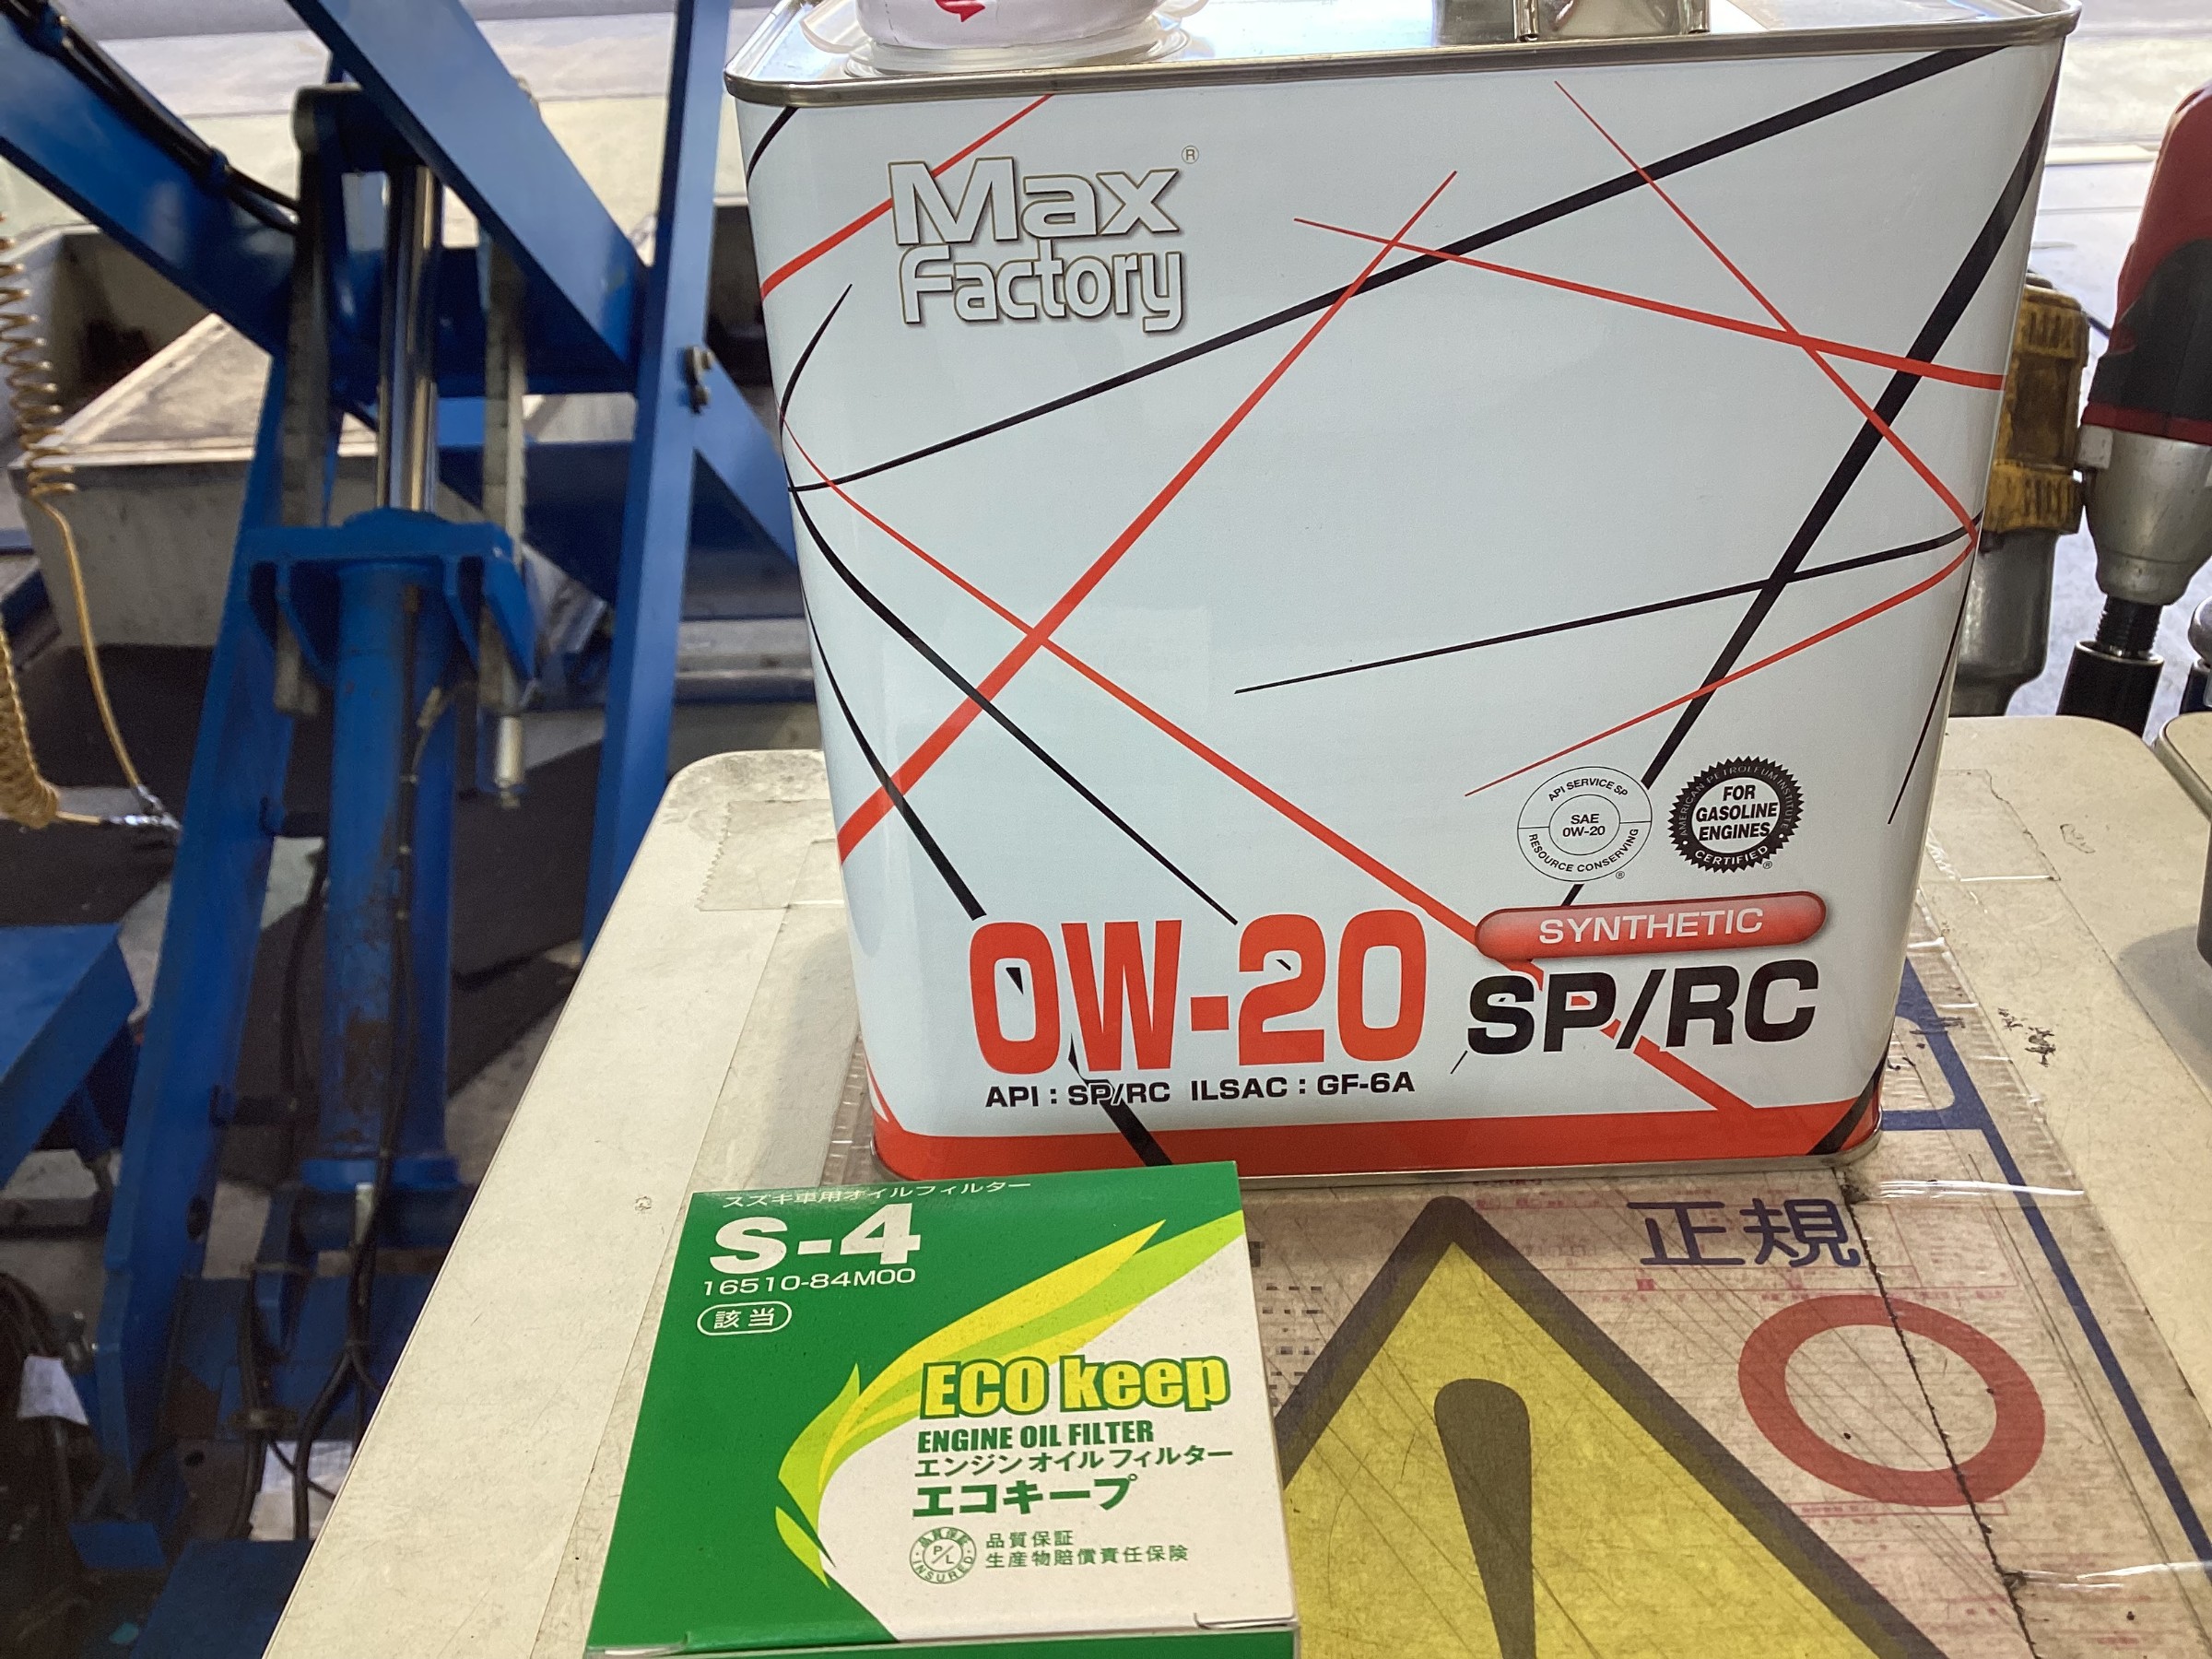 Max
Factory
®
API SERVICE SP
SAE
0W-20
RESOURCE CONSERVING
®
AMERICAN PETROLEUM INSTITUTE
FOR
GASOLINE
ENGINES
CERTIFIED
®
SYNTHETIC
0W-20
SP/RC
API : SP/RC ILSAC : GF-6A
スズキ車用オイルフィルター
S-4
16510-84M00
該当
ECO keep
ENGINE OIL FILTER
エンジンオイルフィルター
エコキープ
品質保証
P/L
INSURED
品質保証
生産物賠償責任保険
正規